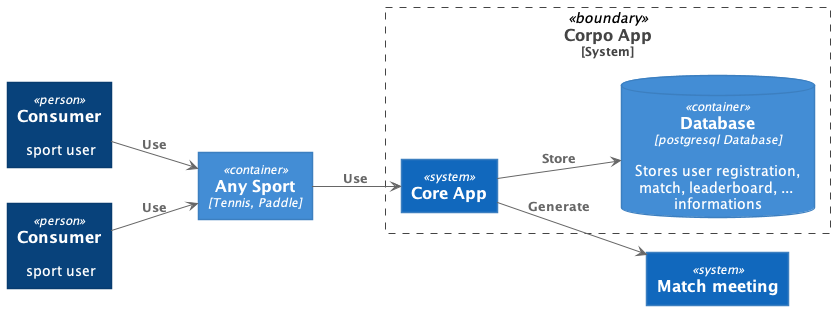 «boundary»
Corpo App
[System]
«person»
Consumer
sport user
Use
«person»
Consumer
sport user
Use
«container»
Any Sport
[Tennis, Paddle]
Use
«system»
Core App
Store
Generate
«container»
Database
[postgresql Database]
Stores user registration,
match, leaderboard, ...
informations
«system»
Match meeting